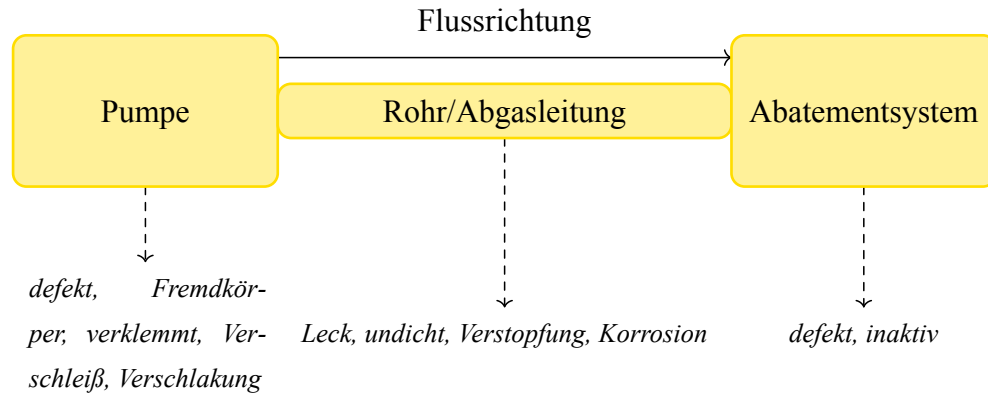 Flussrichtung
Pumpe
Rohr/Abgasleitung
Abatementsystem
defekt, Fremdkör-
per, verklemmt, Ver-
schleiß, Verschlakung
Leck, undicht, Verstopfung, Korrosion
defekt, inaktiv